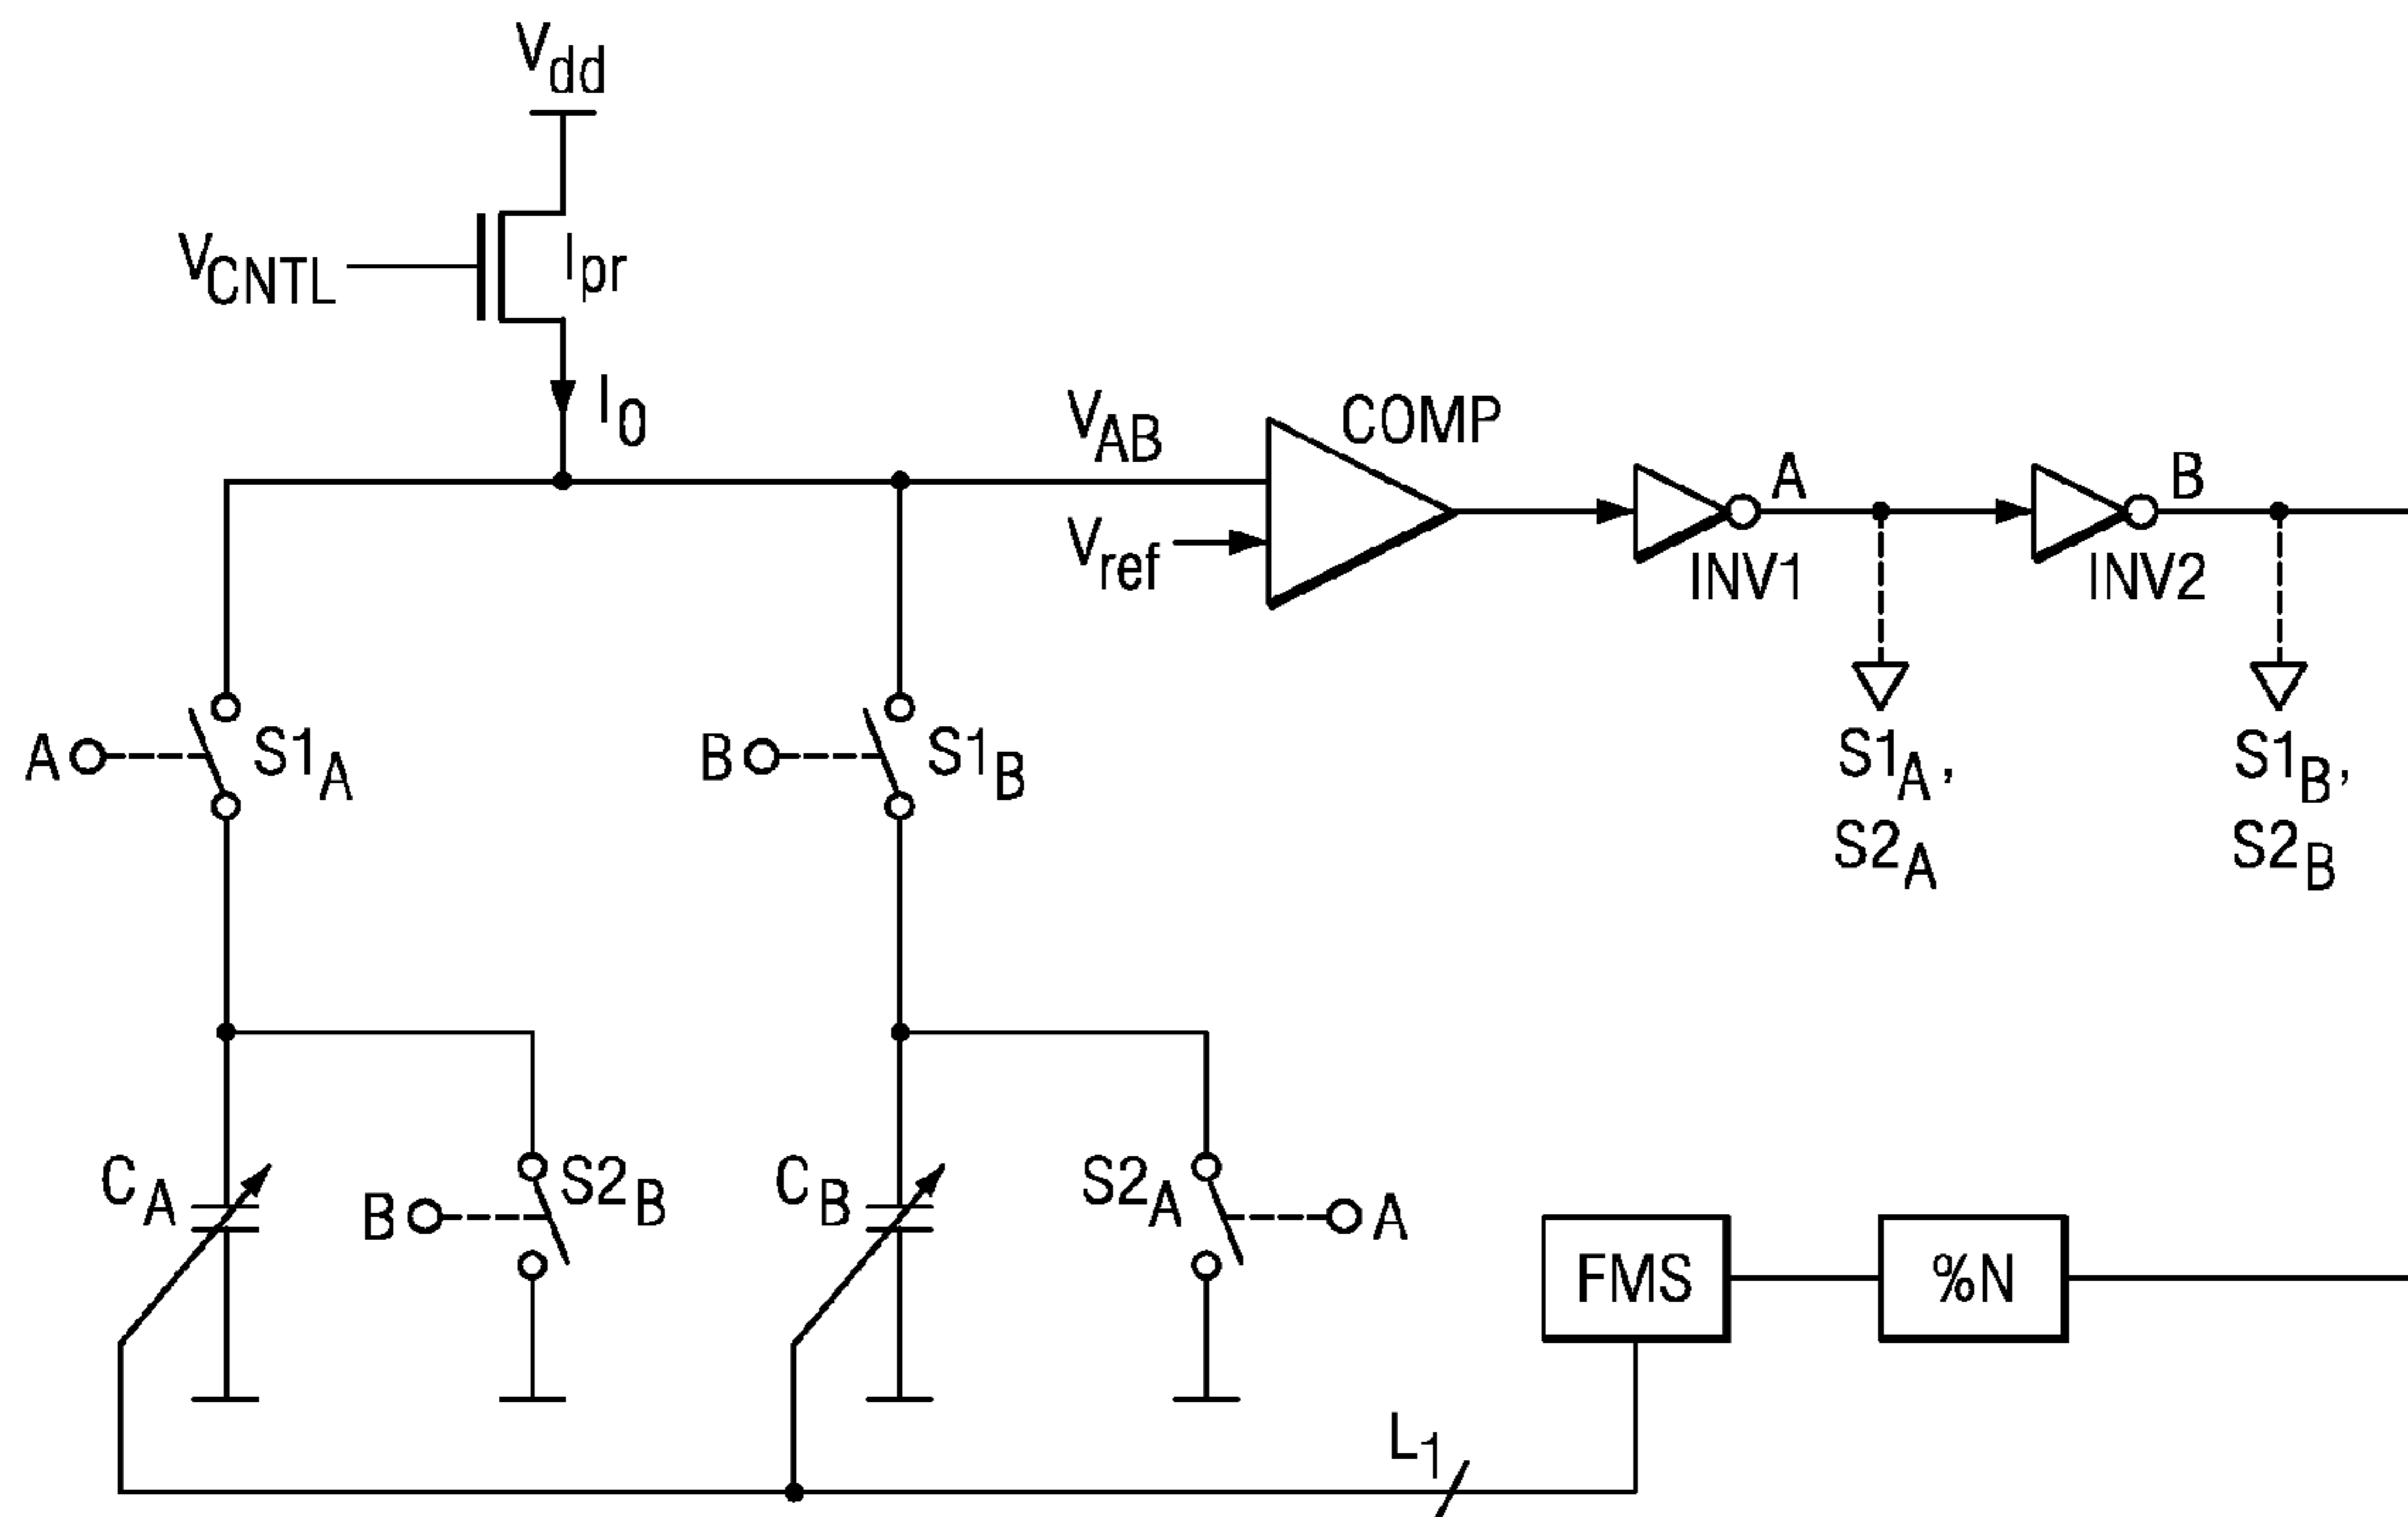 Vdd
VCNTL
Ipr
I0
VAB
COMP
Vref
A
INV1
B
INV2
A
S1A
B
S1B
S1A,
S2A
S1B,
S2B
CA
B
S2B
CB
S2A
A
FMS
%N
L1